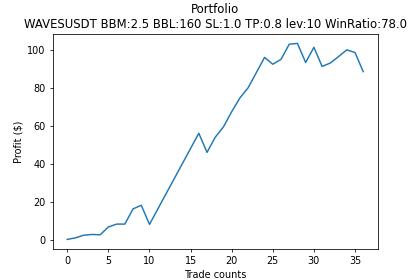 Portfolio
WAVESUSDT BBM:2.5 BBL:160 SL:1.0 TP:0.8 lev:10 WinRatio:78.0
Profit ($)
100
80
60
40
20
0
0 5 10 15 20 25 30 35
Trade counts